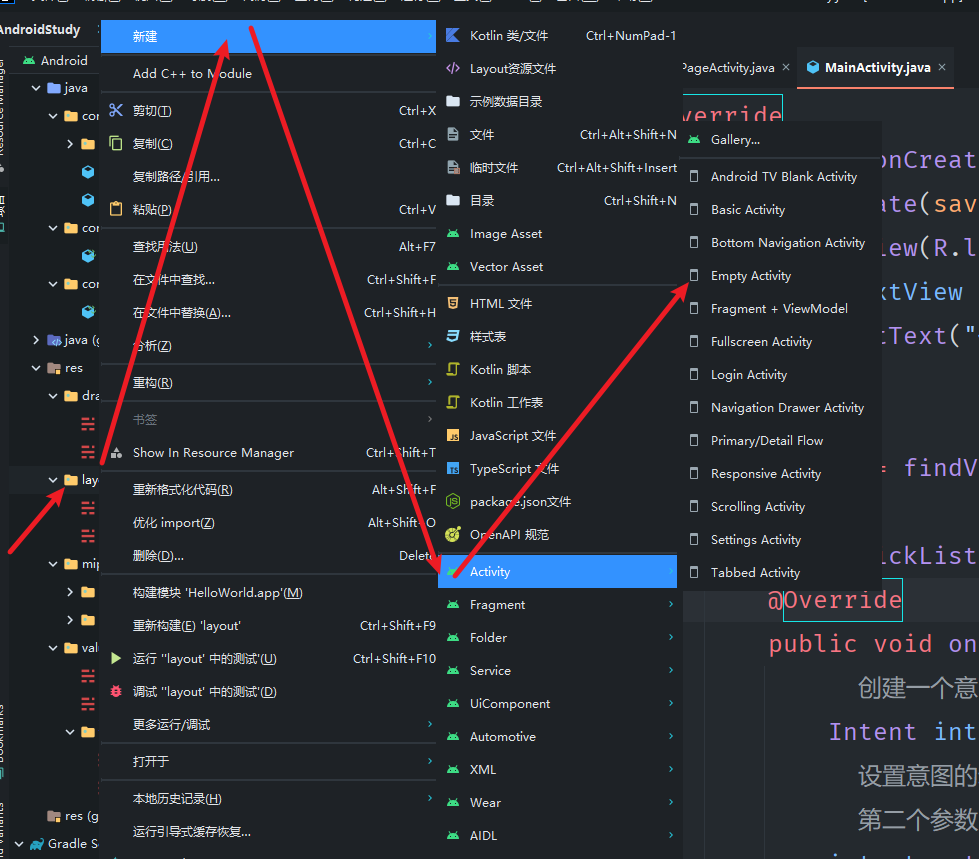 AndroidStudy
Android
java
java (g
res
res (g
Gradle S
新建
Add C++ to Module
剪切(T) Ctrl+X
复制(C) Ctrl+C
复制路径/引用...
粘贴(P) Ctrl+V
查找用法(U) Alt+F7
在文件中查找... Ctrl+Shift+F
在文件中替换(A)... Ctrl+Shift+H
分析(Z)
重构(R)
书签
Show In Resource Manager Ctrl+Shift+T
重新格式化代码(R) Alt+Shift+F
优化 import(Z) Alt+Shift+O
删除(D)... Delete
构建模块 'HelloWorld.app'(M)
重新构建(E) 'layout' Ctrl+Shift+F9
运行 ''layout' 中的测试'(U) Ctrl+Shift+F10
调试 ''layout' 中的测试'(D)
更多运行/调试
打开于
本地历史记录(H)
运行引导式缓存恢复...
Kotlin 类/文件 Ctrl+NumPad-1
Layout资源文件
示例数据目录
文件 Ctrl+Alt+Shift+N
临时文件 Ctrl+Alt+Shift+Insert
目录 Ctrl+Shift+N
Image Asset
Vector Asset
HTML 文件
样式表
Kotlin 脚本
Kotlin 工作表
JavaScript 文件
TypeScript 文件
package.json文件
OpenAPI 规范
Activity
Fragment
Folder
Service
UiComponent
Automotive
XML
Wear
AIDL
PageActivity.java
MainActivity.java
verride
Gallery...
Android TV Blank Activity
Basic Activity
Bottom Navigation Activity
Empty Activity
Fragment + ViewModel
Fullscreen Activity
Login Activity
Navigation Drawer Activity
Primary/Detail Flow
Responsive Activity
Scrolling Activity
Settings Activity
Tabbed Activity
onCreat
ate(sav
iew(R.l
xtView
tText("
= findV
ickList
@Override
public void on
创建一个意
Intent int
设置意图的
第二个参数